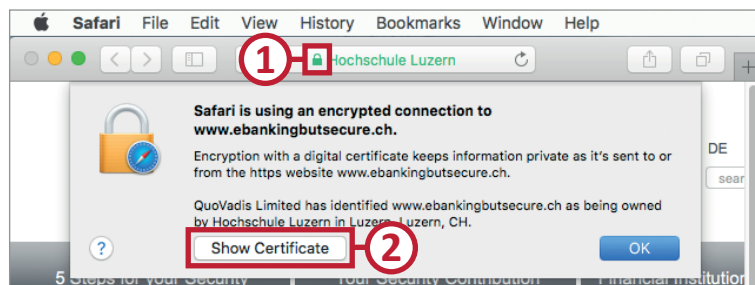 Safari File Edit View History Bookmarks Window Help
1
Hochschule Luzern
Safari is using an encrypted connection to
www.ebankingbutsecure.ch.
Encryption with a digital certificate keeps information private as it's sent to or
from the https website www.ebankingbutsecure.ch.
DE
sear
QuoVadis Limited has identified www.ebankingbutsecure.ch as being owned
by Hochschule Luzern in Luzern, Luzern, CH.
? Show Certificate 2 OK
5 Steps for your Security Your Security Contribution Financial Institution